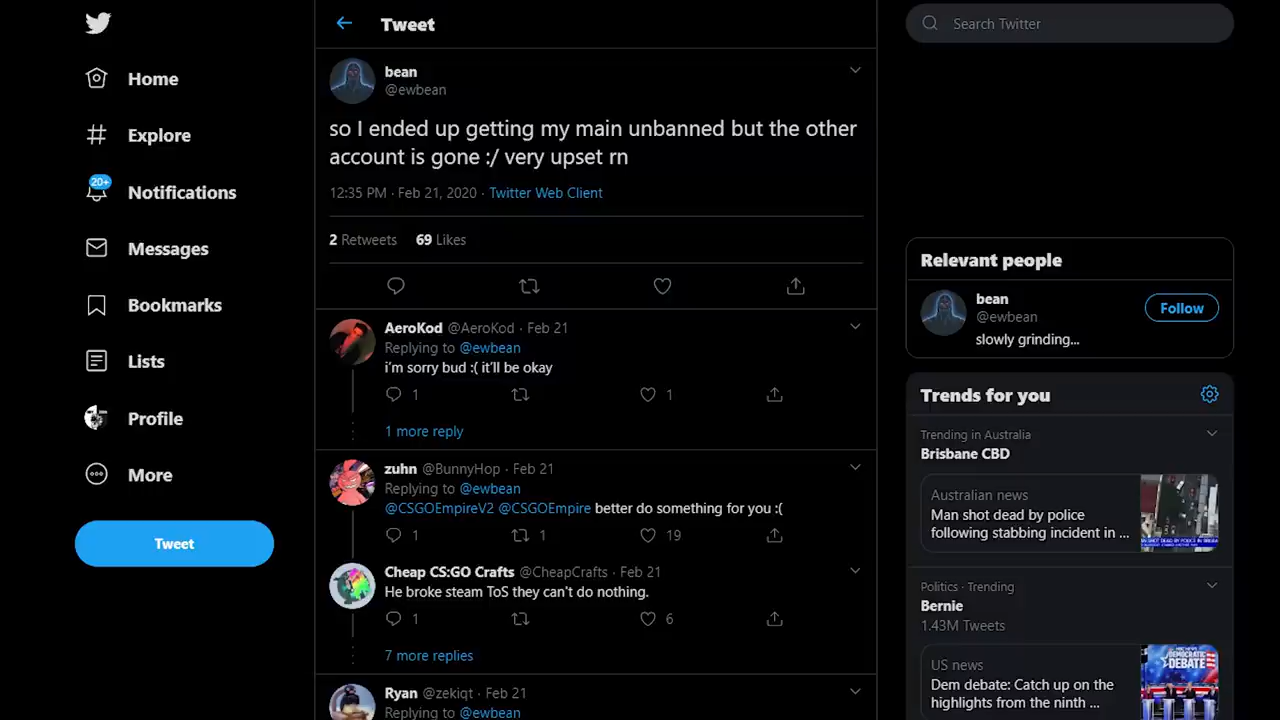 Home
Explore
20+
Notifications
Messages
Bookmarks
Lists
Profile
More
Tweet
Tweet
bean
@ewbean
so I ended up getting my main unbanned but the other
account is gone :/ very upset rn
12:35 PM · Feb 21, 2020 · Twitter Web Client
2 Retweets 69 Likes
AeroKod @AeroKod · Feb 21
Replying to @ewbean
i'm sorry bud :( it'll be okay
1 1
1 more reply
zuhn @BunnyHop · Feb 21
Replying to @ewbean
@CSGOEmpireV2 @CSGOEmpire better do something for you :(
1 1 19
Cheap CS:GO Crafts @CheapCrafts · Feb 21
He broke steam ToS they can't do nothing.
1 6
7 more replies
Ryan @zekiqt · Feb 21
Replying to @ewbean
Search Twitter
Relevant people
bean
@ewbean
Follow
slowly grinding...
Trends for you
Trending in Australia
Brisbane CBD
Australian news
Man shot dead by police
following stabbing incident in ...
Politics · Trending
Bernie
1.43M Tweets
US news
Dem debate: Catch up on the
highlights from the ninth ...
DEMOCRATIC
DEBATE